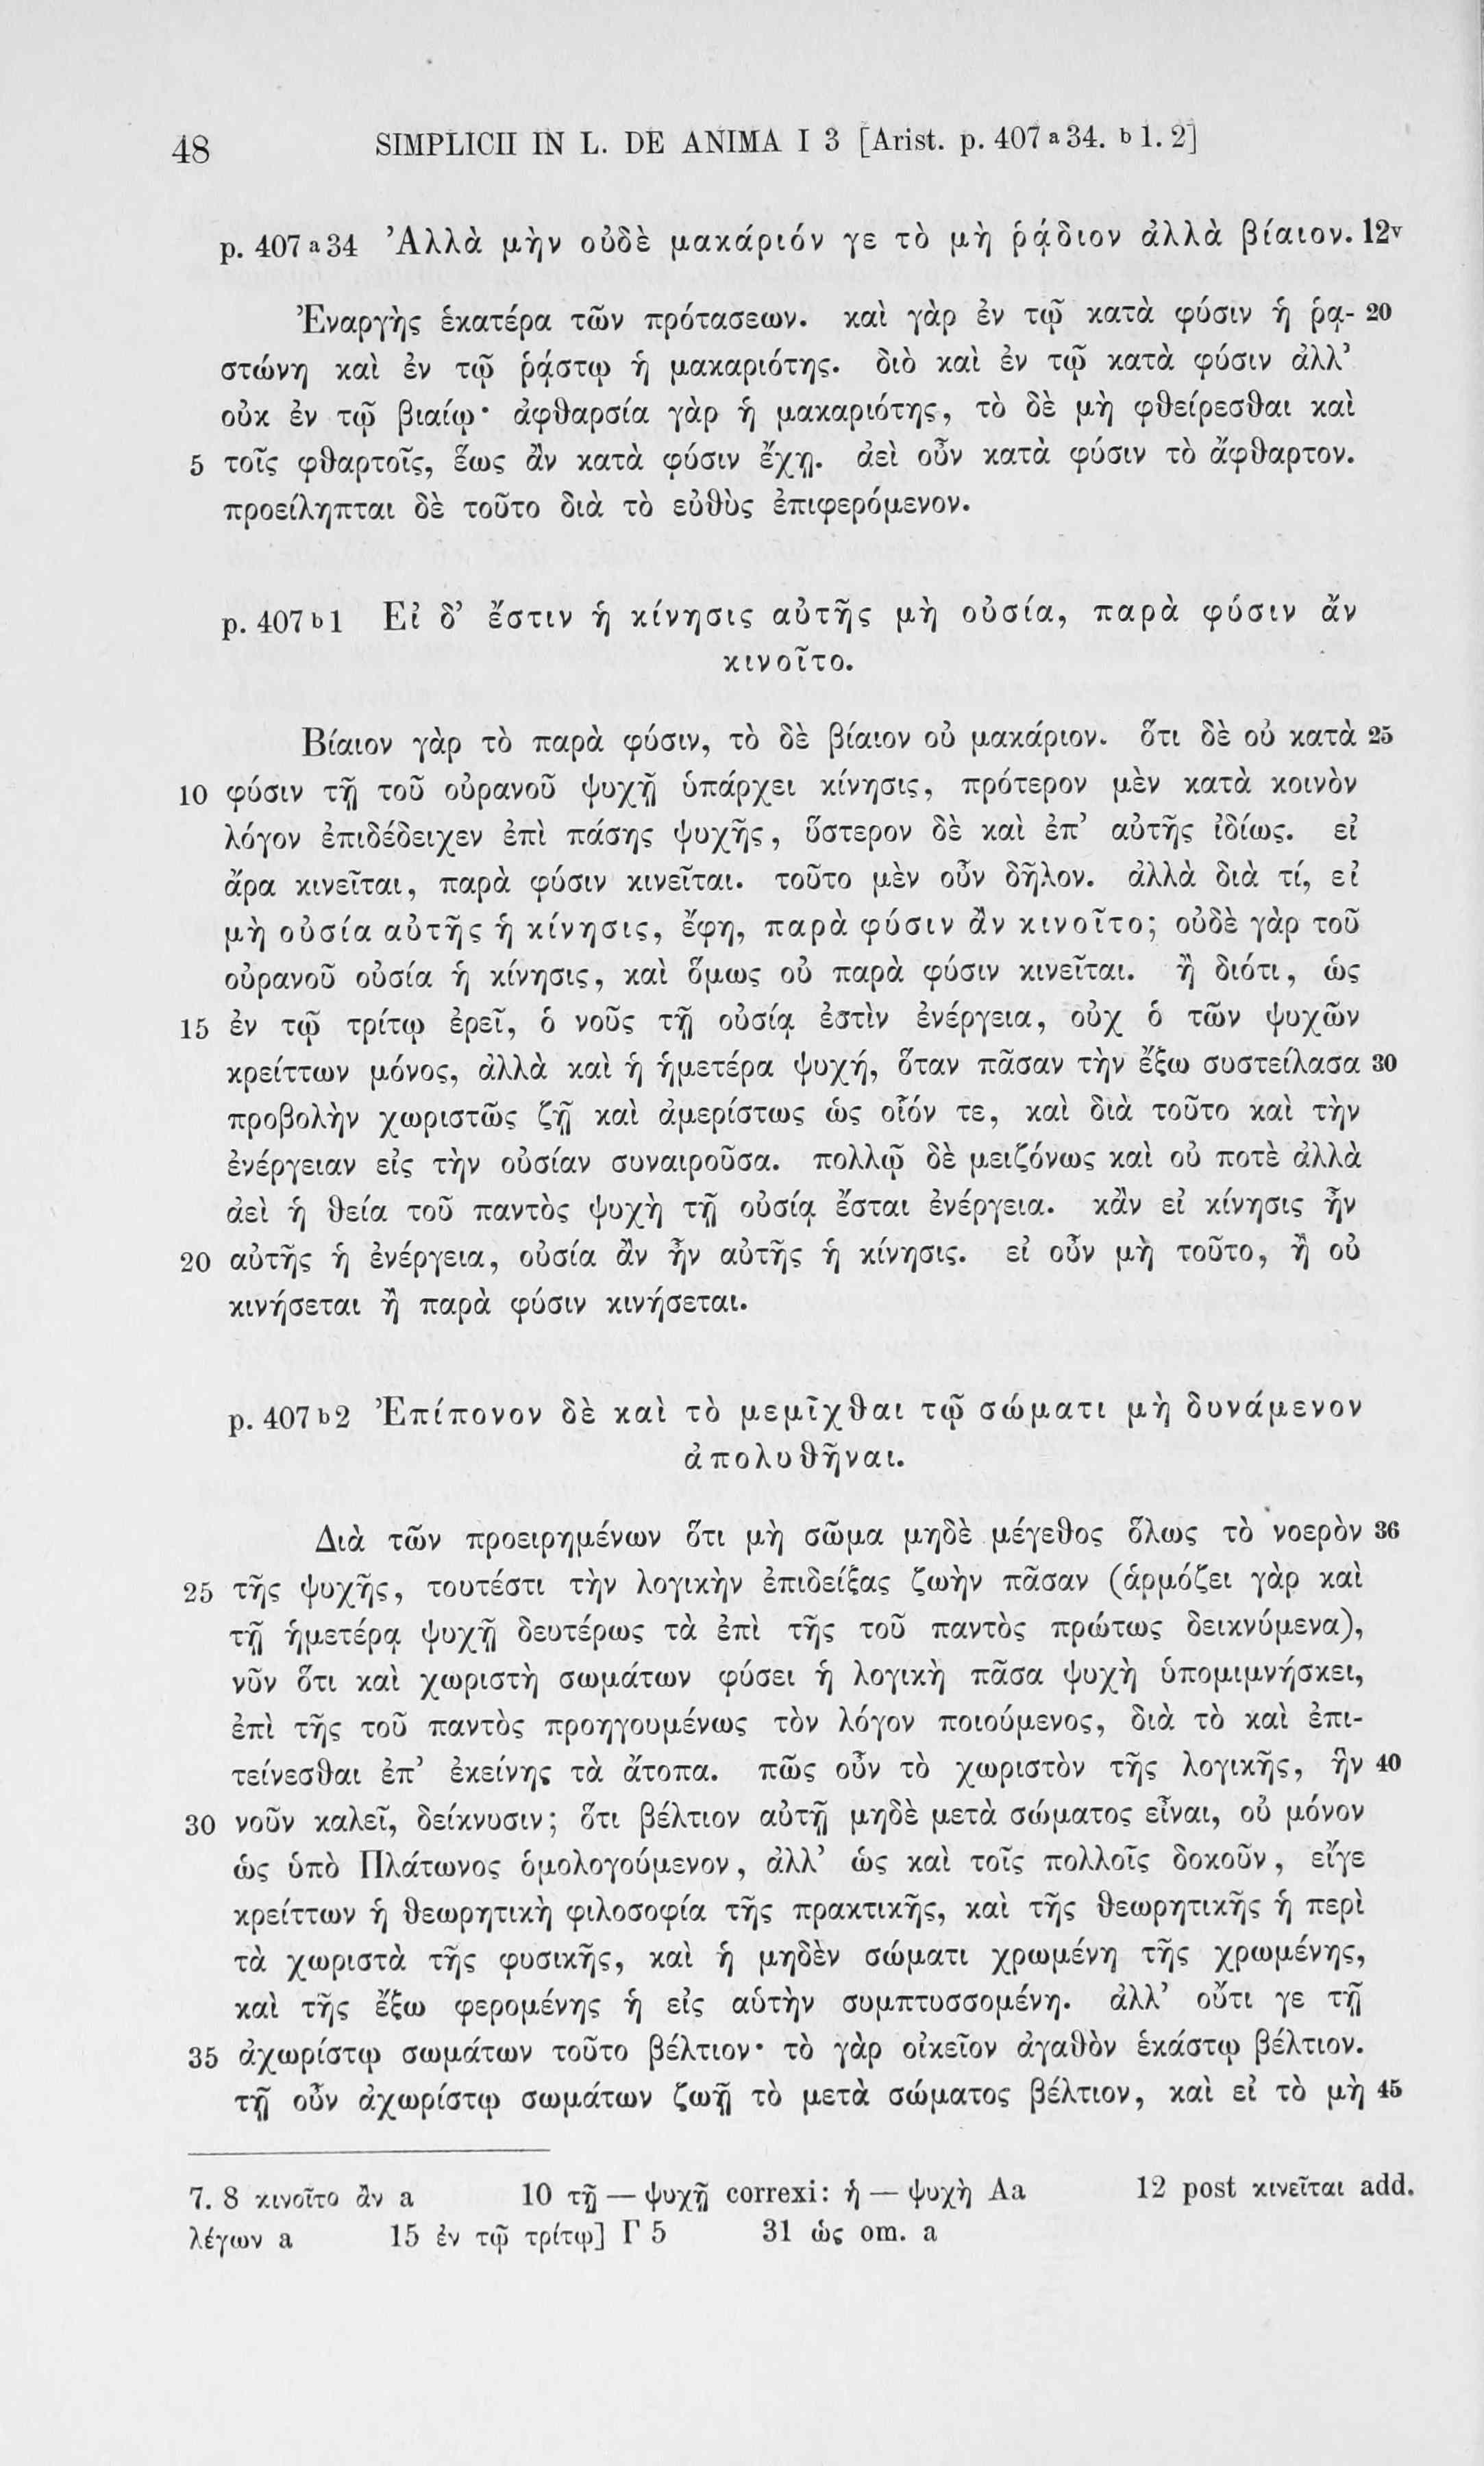 48 SIMPLICII IN L. DE ANIMA I 3 [Arist. p. 407 a 34. b 1. 2]
p. 407 a 34 Ἀλλὰ μὴν οὐδὲ μακάριόν γε τὸ μὴ ῥᾴδιον ἀλλὰ βίαιον. 12v
Ἐναργὴς ἑκατέρα τῶν πρότασεων. καὶ γὰρ ἐν τῷ κατὰ φύσιν ἡ ῥᾳ- 20
στώνη καὶ ἐν τῷ ῥᾴστῳ ἡ μακαριότης. διὸ καὶ ἐν τῷ κατὰ φύσιν ἀλλ’
οὐκ ἐν τῷ βιαίῳ· ἀφθαρσία γὰρ ἡ μακαριότης, τὸ δὲ μὴ φθείρεσθαι καὶ
5 τοῖς φθαρτοῖς, ἕως ἂν κατὰ φύσιν ἔχῃ. ἀεὶ οὖν κατὰ φύσιν τὸ ἄφθαρτον.
προείληπται δὲ τοῦτο διὰ τὸ εὐθὺς ἐπιφερόμενον.
p. 407 b 1 Εἰ δ’ ἔστιν ἡ κίνησις αὐτῆς μὴ οὐσία, παρὰ φύσιν ἄν
κινοῖτο.
Βίαιον γὰρ τὸ παρὰ φύσιν, τὸ δὲ βίαιον οὐ μακάριον. ὅτι δὲ οὐ κατὰ 25
10 φύσιν τῇ τοῦ οὐρανοῦ ψυχῇ ὑπάρχει κίνησις, πρότερον μὲν κατὰ κοινὸν
λόγον ἐπιδέδειχεν ἐπὶ πάσης ψυχῆς, ὕστερον δὲ καὶ ἐπ’ αὐτῆς ἰδίως. εἰ
ἄρα κινεῖται, παρὰ φύσιν κινεῖται. τοῦτο μὲν οὖν δῆλον. ἀλλὰ διὰ τί, εἰ
μὴ οὐσία αὐτῆς ἡ κίνησις, ἔφη, παρὰ φύσιν ἂν κινοῖτο; οὐδὲ γὰρ τοῦ
οὐρανοῦ οὐσία ἡ κίνησις, καὶ ὅμως οὐ παρὰ φύσιν κινεῖται. ἢ διότι, ὡς
15 ἐν τῷ τρίτῳ ἐρεῖ, ὁ νοῦς τῇ οὐσίᾳ ἐστὶν ἐνέργεια, οὐχ ὁ τῶν ψυχῶν
κρείττων μόνος, ἀλλὰ καὶ ἡ ἡμετέρα ψυχή, ὅταν πᾶσαν τὴν ἔξω συστείλασα 30
προβολὴν χωριστῶς ζῇ καὶ ἀμερίστως ὡς οἷόν τε, καὶ διὰ τοῦτο καὶ τὴν
ἐνέργειαν εἰς τὴν οὐσίαν συναιροῦσα. πολλῷ δὲ μειζόνως καὶ οὐ ποτὲ ἀλλὰ
ἀεὶ ἡ θεία τοῦ παντὸς ψυχὴ τῇ οὐσίᾳ ἔσται ἐνέργεια. κἂν εἰ κίνησις ἦν
20 αὐτῆς ἡ ἐνέργεια, οὐσία ἂν ἦν αὐτῆς ἡ κίνησις. εἰ οὖν μὴ τοῦτο, ἢ οὐ
κινήσεται ἢ παρὰ φύσιν κινήσεται.
p. 407 b 2 Ἐπίπονον δὲ καὶ τὸ μεμῖχθαι τῷ σώματι μὴ δυνάμενον
ἀπολυθῆναι.
Διὰ τῶν προειρημένων ὅτι μὴ σῶμα μηδὲ μέγεθος ὅλως τὸ νοερὸν 36
25 τῆς ψυχῆς, τουτέστι τὴν λογικὴν ἐπιδείξας ζωὴν πᾶσαν (ἁρμόζει γὰρ καὶ
τῇ ἡμετέρᾳ ψυχῇ δευτέρως τὰ ἐπὶ τῆς τοῦ παντὸς πρώτως δεικνύμενα),
νῦν ὅτι καὶ χωριστὴ σωμάτων φύσει ἡ λογικὴ πᾶσα ψυχὴ ὑπομιμνήσκει,
ἐπὶ τῆς τοῦ παντὸς προηγουμένως τὸν λόγον ποιούμενος, διὰ τὸ καὶ ἐπι-
τείνεσθαι ἐπ’ ἐκείνης τὰ ἄτοπα. πῶς οὖν τὸ χωριστὸν τῆς λογικῆς, ἣν 40
30 νοῦν καλεῖ, δείκνυσιν; ὅτι βέλτιον αὐτῇ μηδὲ μετὰ σώματος εἶναι, οὐ μόνον
ὡς ὑπὸ Πλάτωνος ὁμολογούμενον, ἀλλ’ ὡς καὶ τοῖς πολλοῖς δοκοῦν, εἴγε
κρείττων ἡ θεωρητικὴ φιλοσοφία τῆς πρακτικῆς, καὶ τῆς θεωρητικῆς ἡ περὶ
τὰ χωριστὰ τῆς φυσικῆς, καὶ ἡ μηδὲν σώματι χρωμένη τῆς χρωμένης,
καὶ τῆς ἔξω φερομένης ἡ εἰς αὑτὴν συμπτυσσομένη. ἀλλ’ οὔτι γε τῇ
35 ἀχωρίστῳ σωμάτων τοῦτο βέλτιον· τὸ γὰρ οἰκεῖον ἀγαθὸν ἑκάστῳ βέλτιον.
τῇ οὖν ἀχωρίστῳ σωμάτων ζωῇ τὸ μετὰ σώματος βέλτιον, καὶ εἰ τὸ μὴ 45
7. 8 κινοῖτο ἂν a 10 τῇ — ψυχῇ correxi: ἡ — ψυχὴ Aa 12 post κινεῖται add.
λέγων a 15 ἐν τῷ τρίτῳ] Γ 5 31 ὡς om. a